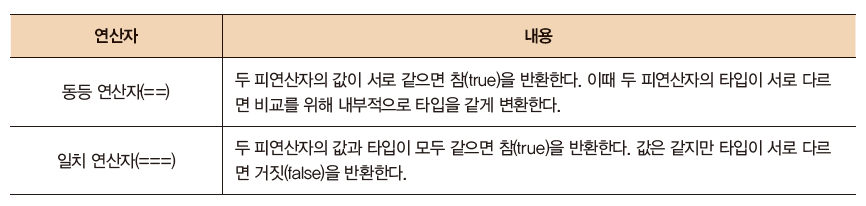 연산자
내용
동등 연산자(==)
두 피연산자의 값이 서로 같으면 참(true)을 반환한다. 이때 두 피연산자의 타입이 서로 다르
면 비교를 위해 내부적으로 타입을 같게 변환한다.
일치 연산자(===)
두 피연산자의 값과 타입이 모두 같으면 참(true)을 반환한다. 값은 같지만 타입이 서로 다르
면 거짓(false)을 반환한다.